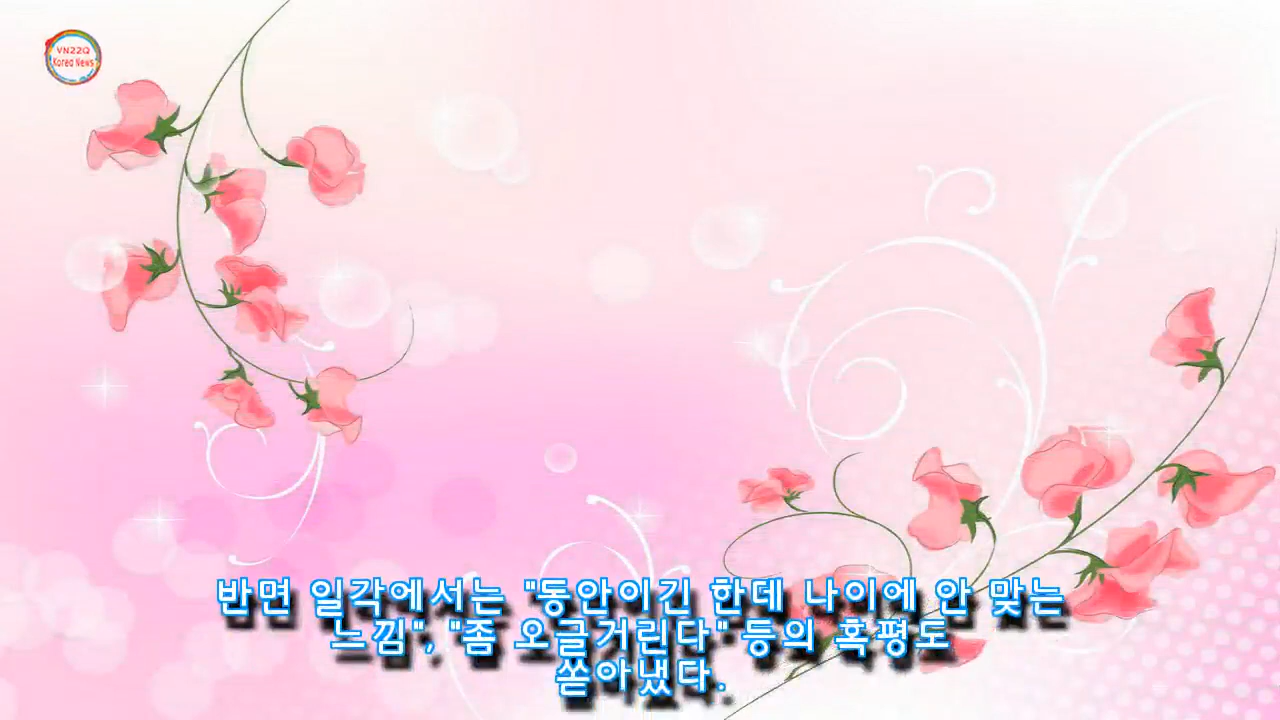 VN22Q
Korea News
반면 일각에서는 "동안이긴 한데 나이에 안 맞는
느낌", "좀 오글거린다" 등의 혹평도
쏟아냈다.